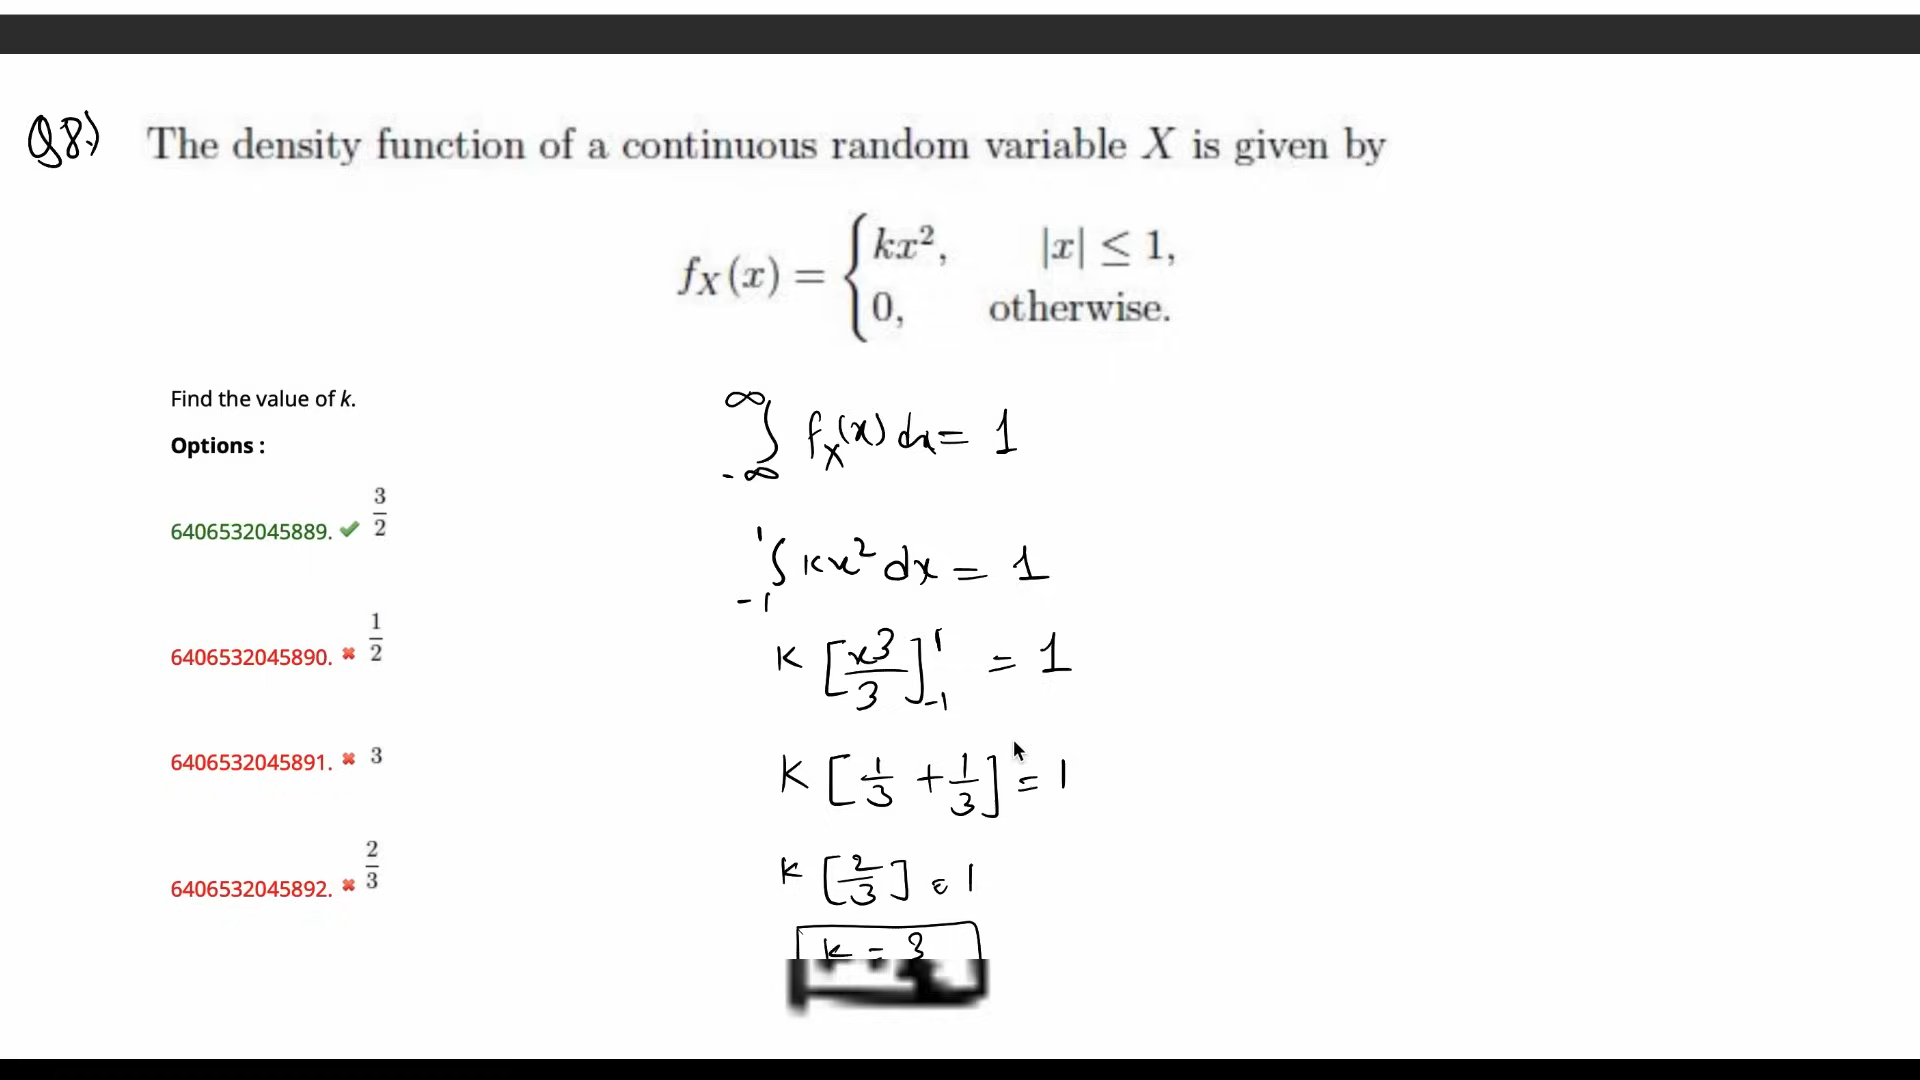 Q8) The density function of a continuous random variable X is given by
f_X(x) = { kx², |x| ≤ 1,
0, otherwise.
Find the value of k.
Options :
6406532045889. ✔ 3/2
6406532045890. ✖ 1/2
6406532045891. ✖ 3
6406532045892. ✖ 2/3
∫_{-∞}^{∞} f_X(x) dx = 1
∫_{-1}^{1} kx² dx = 1
k [x³/3]_{-1}^{1} = 1
k [1/3 + 1/3] = 1
k [2/3] = 1
k = 3